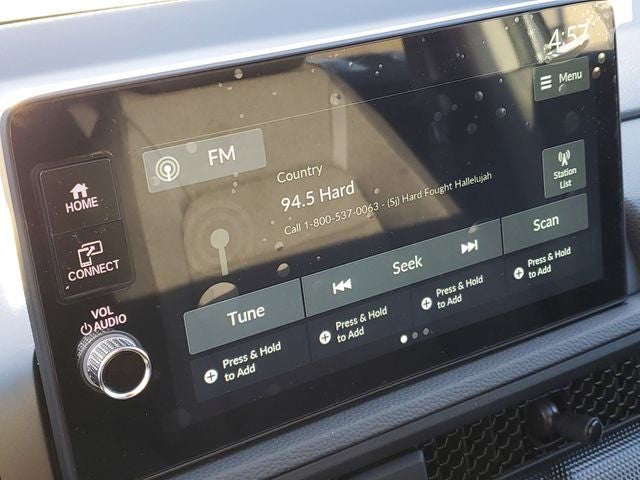 4:57
Menu
FM
Country
94.5 Hard
Call 1-800-537-0063 - (5j) Hard Fought Hallelujah
Station
List
HOME
CONNECT
VOL
AUDIO
Tune
Seek
Scan
Press & Hold
to Add
Press & Hold
to Add
Press & Hold
to Add
Press & Hold
to Add